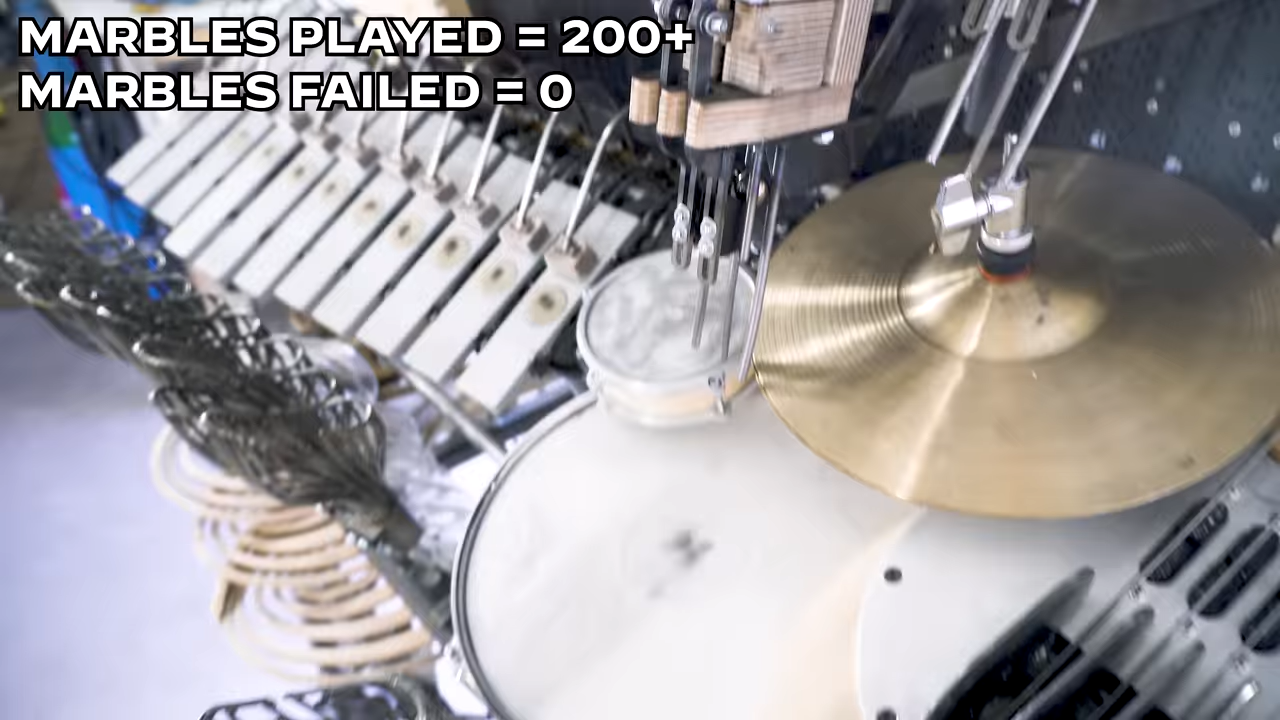 MARBLES PLAYED = 200+
MARBLES FAILED = 0